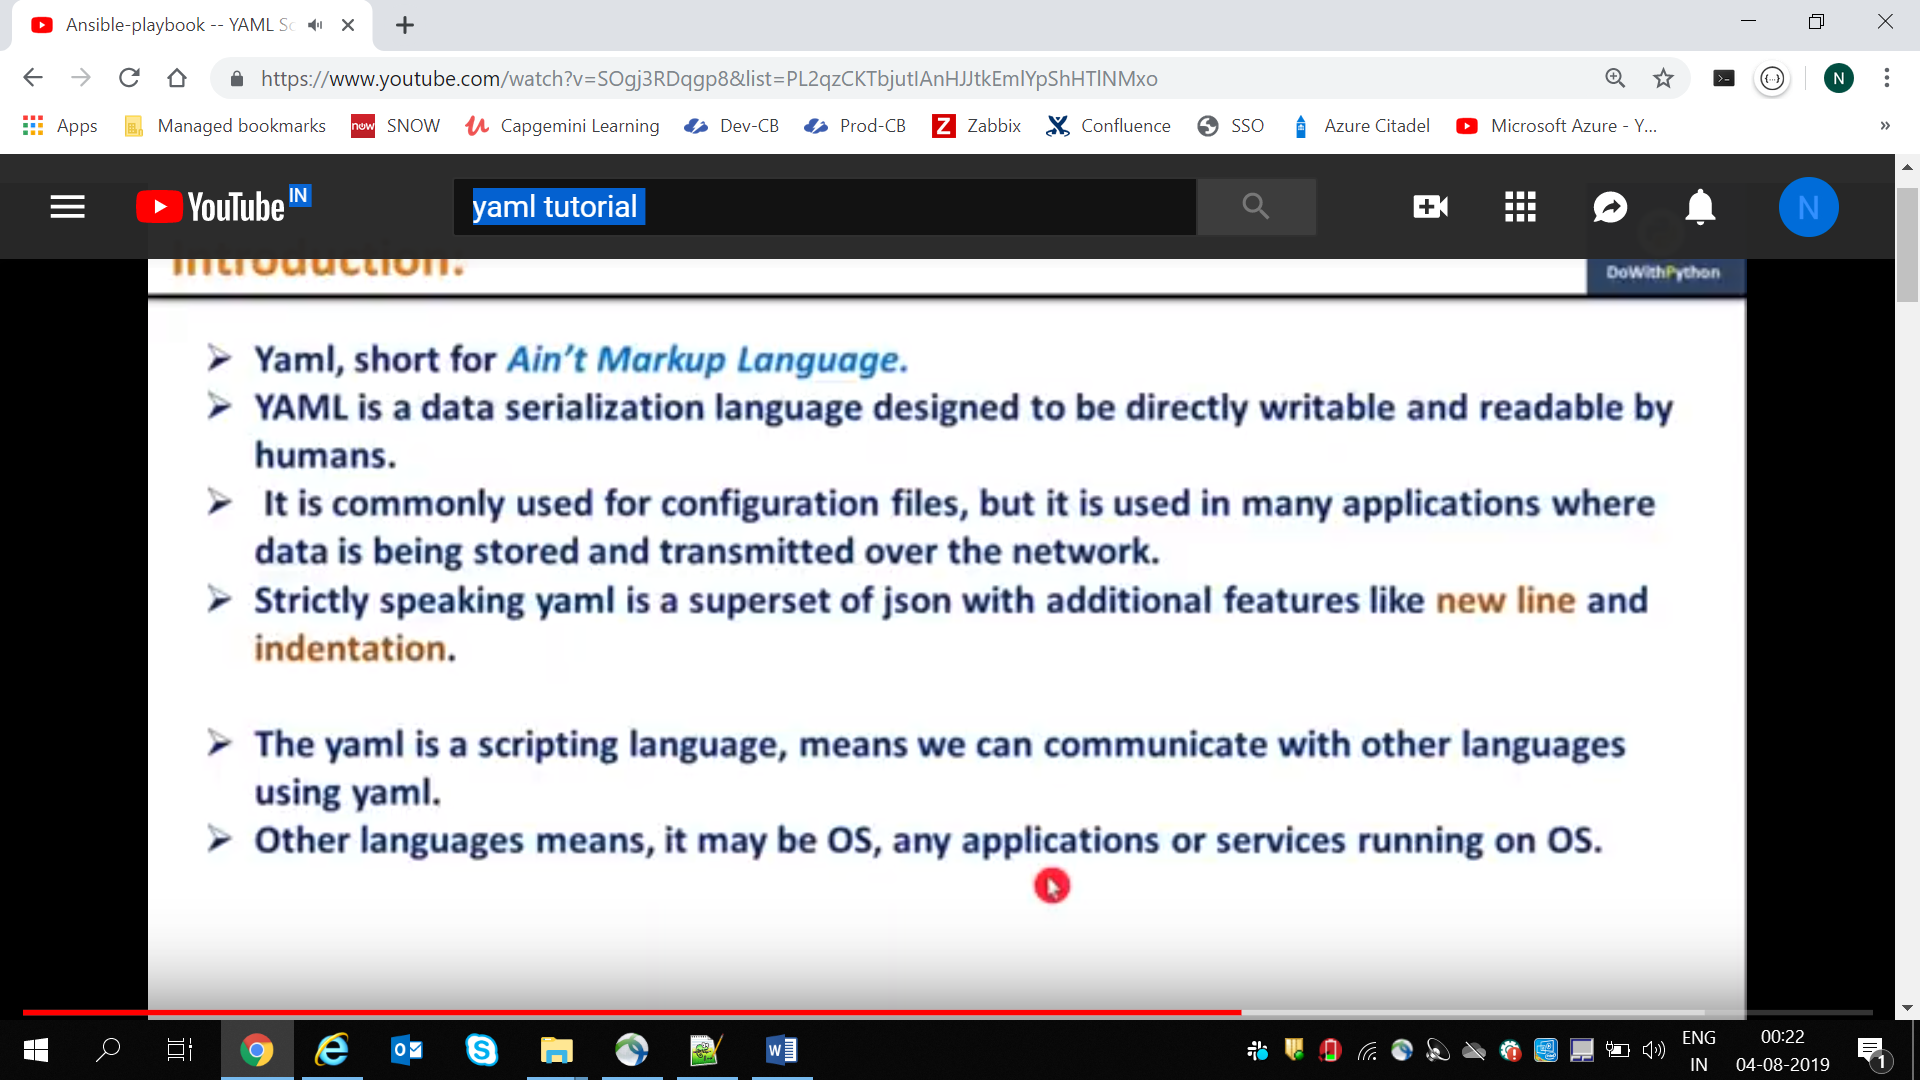 Ansible-playbook -- YAML Sc
https://www.youtube.com/watch?v=SOgj3RDqgp8&list=PL2qzCKTbjutIAnHJJtkEmlYpShHTlNMxo
N
Apps Managed bookmarks SNOW Capgemini Learning Dev-CB Prod-CB Zabbix Confluence SSO Azure Citadel Microsoft Azure - Y... »
YouTube IN
yaml tutorial
N
Introduction:
DoWithPython
➢ Yaml, short for Ain't Markup Language.
➢ YAML is a data serialization language designed to be directly writable and readable by
humans.
➢ It is commonly used for configuration files, but it is used in many applications where
data is being stored and transmitted over the network.
➢ Strictly speaking yaml is a superset of json with additional features like new line and
indentation.
➢ The yaml is a scripting language, means we can communicate with other languages
using yaml.
➢ Other languages means, it may be OS, any applications or services running on OS.
ENG
IN
00:22
04-08-2019
1